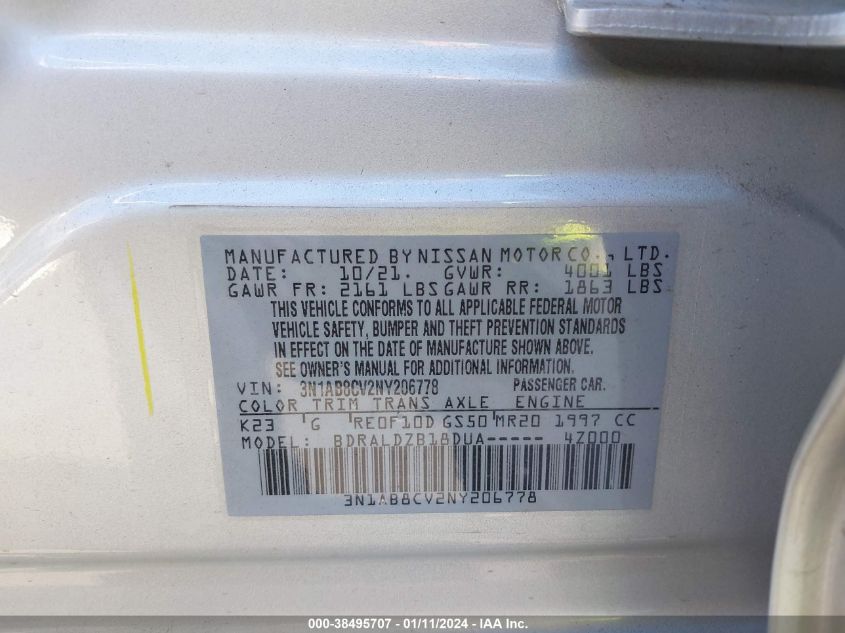 MANUFACTURED BY NISSAN MOTOR CO., LTD.
DATE: 10/21. GVWR: 4001 LBS
GAWR FR: 2161 LBS GAWR RR: 1863 LBS
THIS VEHICLE CONFORMS TO ALL APPLICABLE FEDERAL MOTOR
VEHICLE SAFETY, BUMPER AND THEFT PREVENTION STANDARDS
IN EFFECT ON THE DATE OF MANUFACTURE SHOWN ABOVE.
SEE OWNER'S MANUAL FOR ADDITIONAL INFORMATION.
VIN: 3N1AB8CV2NY206778 PASSENGER CAR.
COLOR TRIM TRANS AXLE ENGINE
K23 G RE0F10D GS50 MR20 1997 CC
MODEL: BDRALDZB18DUA----- 4Z000
3N1AB8CV2NY206778
000-38495707 - 01/11/2024 - IAA Inc.